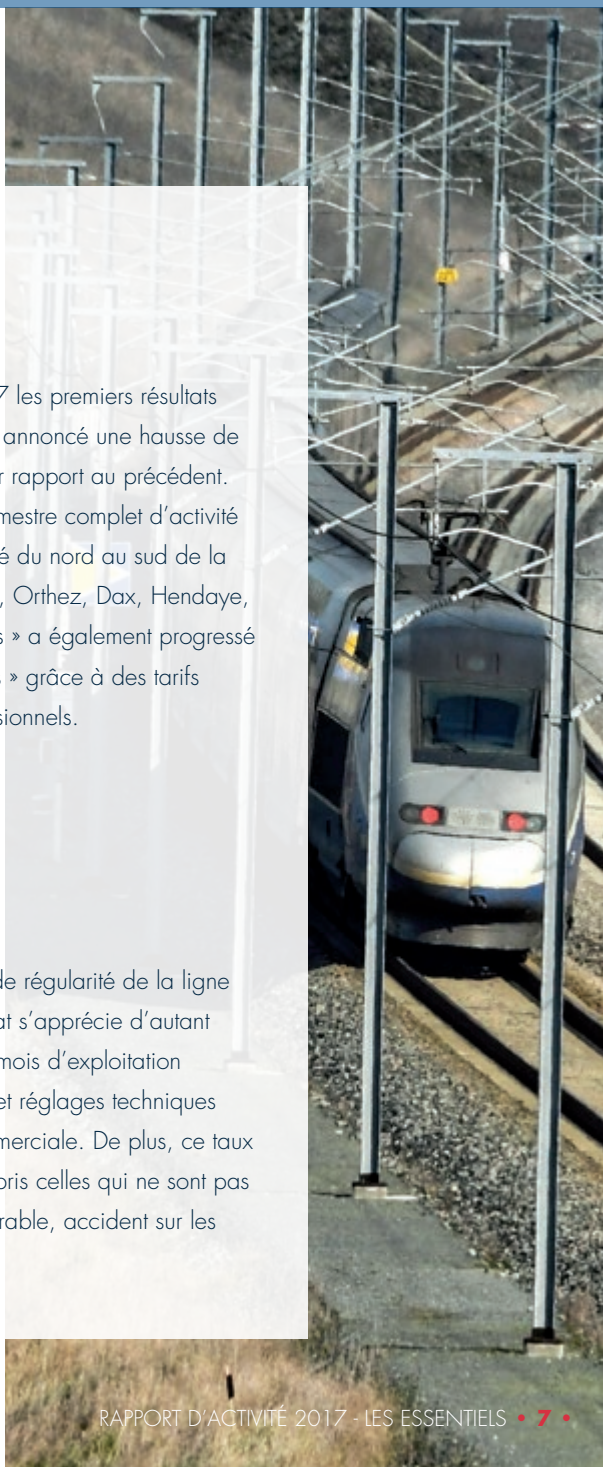 7 les premiers résultats
annoncé une hausse de
r rapport au précédent.
mestre complet d’activité
é du nord au sud de la
, Orthez, Dax, Hendaye,
s » a également progressé
s » grâce à des tarifs
sionnels.
de régularité de la ligne
at s’apprécie d’autant
mois d’exploitation
et réglages techniques
merciale. De plus, ce taux
pris celles qui ne sont pas
rable, accident sur les
RAPPORT D’ACTIVITÉ 2017 - LES ESSENTIELS • 7 •